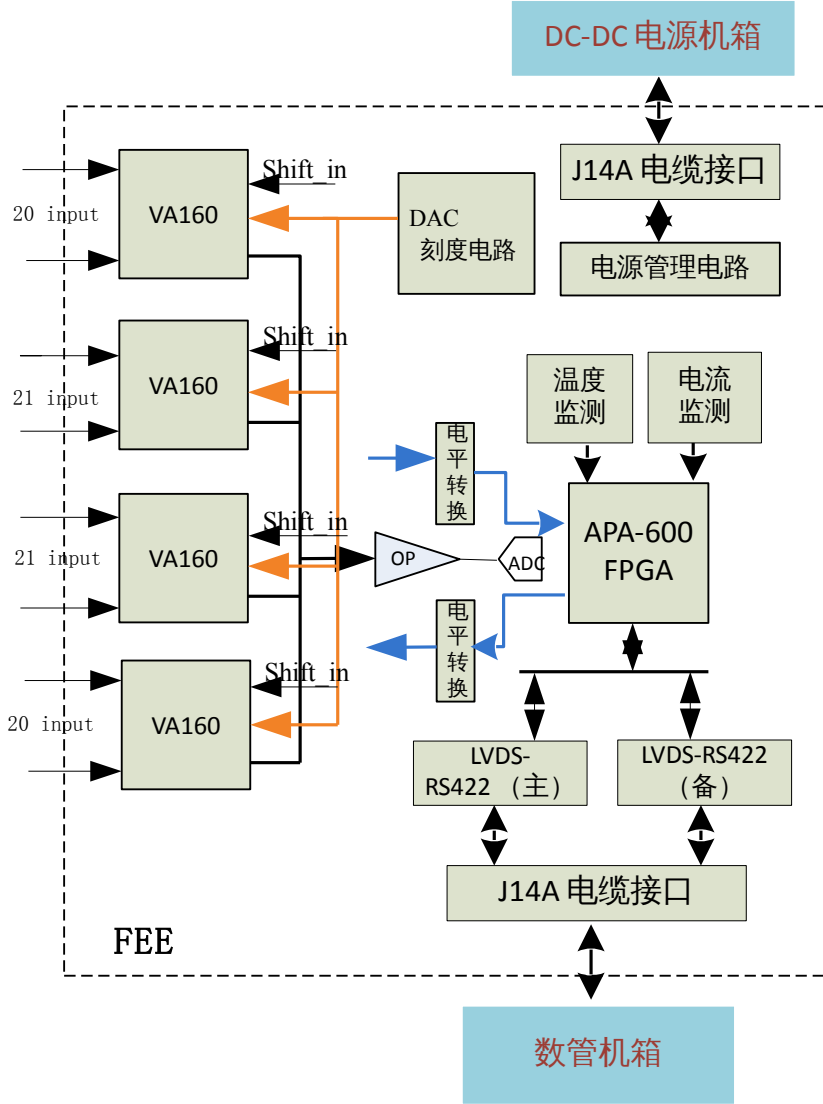 DC-DC 电源机箱
J14A 电缆接口
电源管理电路
20 input
VA160
Shift_in
DAC
刻度电路
21 input
VA160
Shift_in
温度
监测
电流
监测
电
平
转
换
21 input
VA160
Shift_in
OP
ADC
APA-600
FPGA
电
平
转
换
20 input
VA160
Shift_in
LVDS-
RS422 （主）
LVDS-RS422
（备）
J14A 电缆接口
FEE
数管机箱